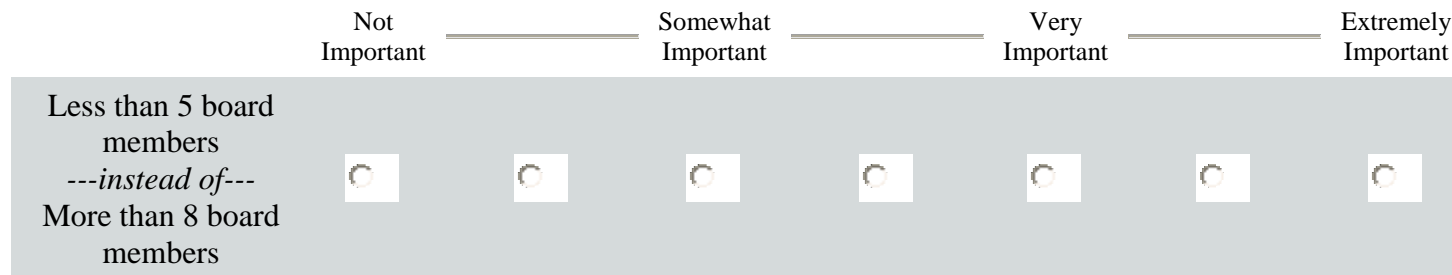 Not Important
Somewhat Important
Very Important
Extremely Important
Less than 5 board
members
---instead of---
More than 8 board
members